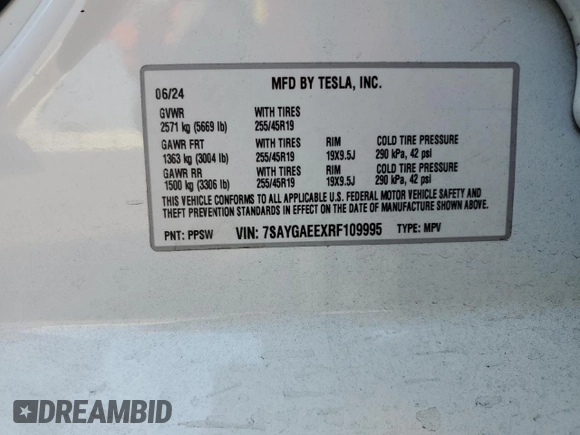 MFD BY TESLA, INC.
06/24
GVWR WITH TIRES
2571 kg (5669 lb) 255/45R19
GAWR FRT WITH TIRES RIM COLD TIRE PRESSURE
1363 kg (3004 lb) 255/45R19 19X9.5J 290 kPa, 42 psi
GAWR RR WITH TIRES RIM COLD TIRE PRESSURE
1500 kg (3306 lb) 255/45R19 19X9.5J 290 kPa, 42 psi
THIS VEHICLE CONFORMS TO ALL APPLICABLE U.S. FEDERAL MOTOR VEHICLE SAFETY AND
THEFT PREVENTION STANDARDS IN EFFECT ON THE DATE OF MANUFACTURE SHOWN ABOVE.
PNT: PPSW VIN: 7SAYGAEEXRF109995 TYPE: MPV
DREAMBID